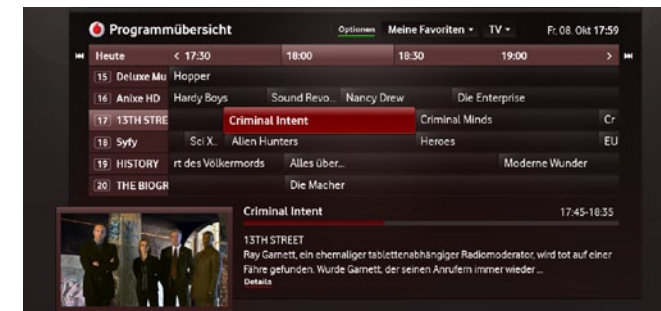 Programmübersicht Optionen Meine Favoriten TV Fr. 08. Okt 17:59
Heute < 17:30 18:00 18:30 19:00 >
15 Deluxe Mu Hopper
16 Anixe HD Hardy Boys Sound Revo... Nancy Drew Die Enterprise
17 13TH STRE Criminal Intent Criminal Minds Cr
18 Syfy Sci X... Alien Hunters Heroes EU
19 HISTORY rt des Völkermords Alles über... Moderne Wunder
20 THE BIOGR Die Macher
Criminal Intent 17:45-18:35
13TH STREET
Ray Garnett, ein ehemaliger tablettenabhängiger Radiomoderator, wird tot auf einer
Fähre gefunden. Wurde Garnett, der seinen Anrufern immer wieder ...
Details